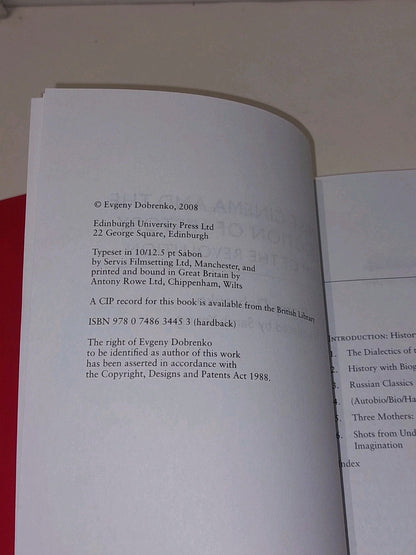 © Evgeny Dobrenko, 2008
Edinburgh University Press Ltd
22 George Square, Edinburgh
Typeset in 10/12.5 pt Sabon
by Servis Filmsetting Ltd, Manchester, and
printed and bound in Great Britain by
Antony Rowe Ltd, Chippenham, Wilts
A CIP record for this book is available from the British Library
ISBN 978 0 7486 3445 3 (hardback)
The right of Evgeny Dobrenko
to be identified as author of this work
has been asserted in accordance with
the Copyright, Designs and Patents Act 1988.
INTRODUCTION: History
The Dialectics of
History with
Russian Classics
(Autobio/Bio/
Three Mothers:
Shots from
Imagination
Index